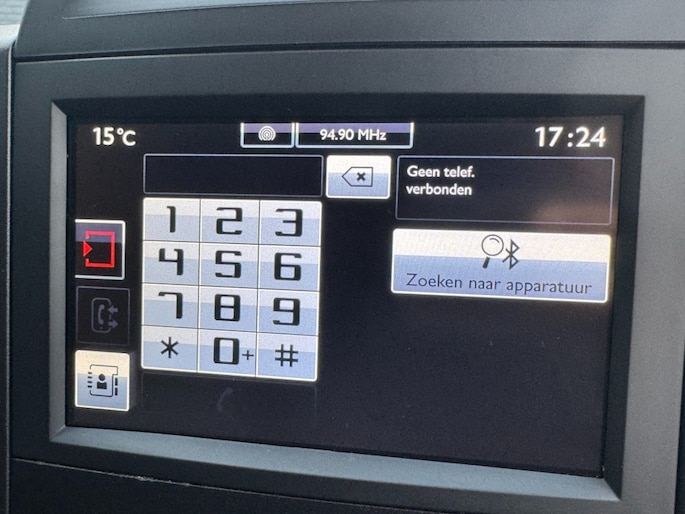 15°C
94.90 MHz
17:24
Geen telef.
verbonden
1 2 3
4 5 6
7 8 9
* 0+ #
Zoeken naar apparatuur